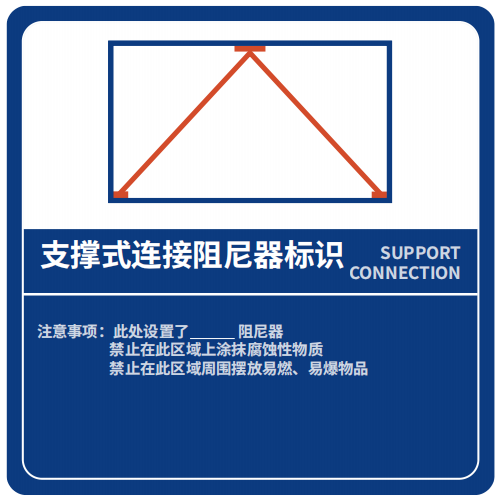 支撑式连接阻尼器标识
SUPPORT
CONNECTION
注意事项：此处设置了_____阻尼器
禁止在此区域上涂抹腐蚀性物质
禁止在此区域周围摆放易燃、易爆物品